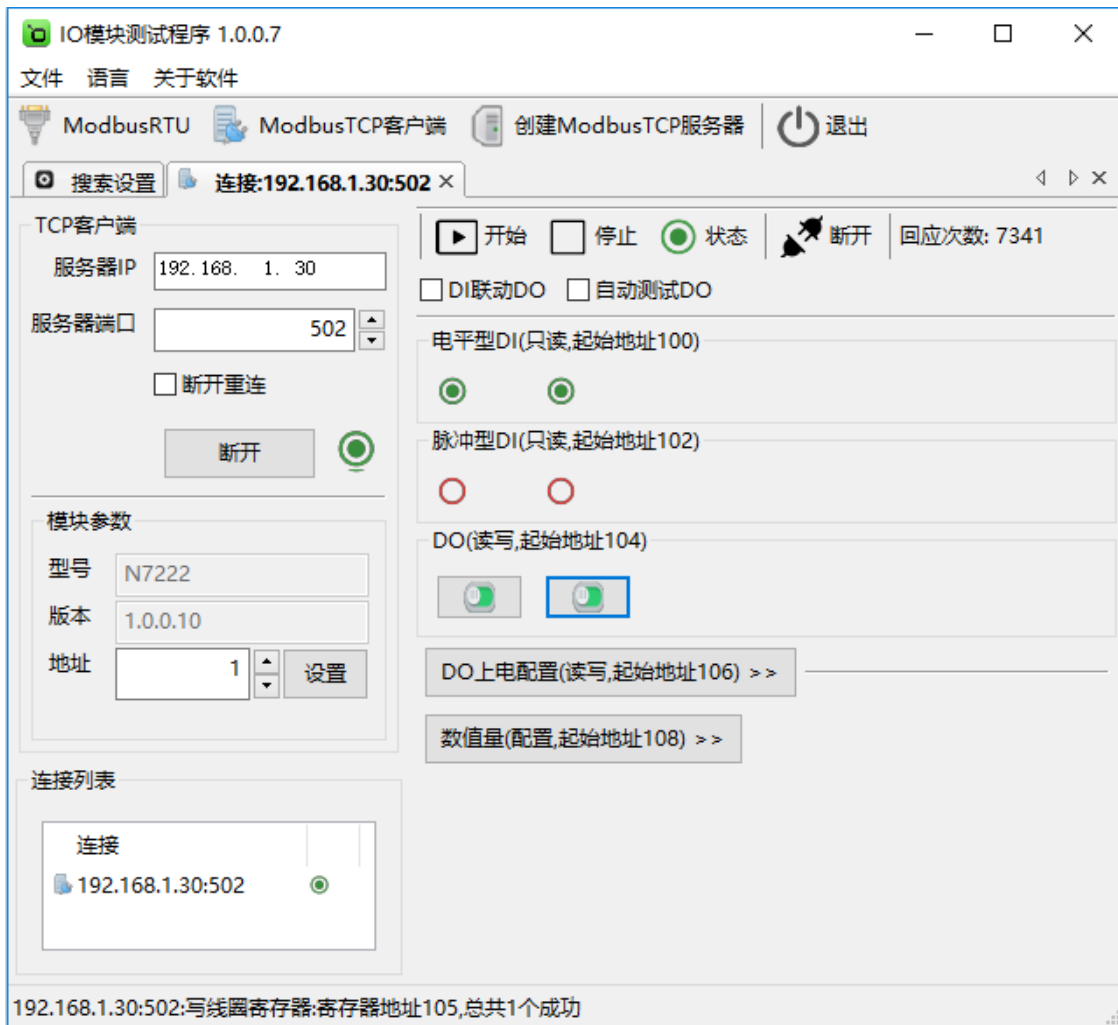 IO模块测试程序 1.0.0.7
文件 语言 关于软件
ModbusRTU ModbusTCP客户端 创建ModbusTCP服务器 退出
搜索设置 连接:192.168.1.30:502
TCP客户端
服务器IP 192.168. 1. 30
服务器端口 502
断开重连
断开
模块参数
型号 N7222
版本 1.0.0.10
地址 1 设置
连接列表
连接
192.168.1.30:502
开始 停止 状态 断开 回应次数: 7341
DI联动DO 自动测试DO
电平型DI(只读,起始地址100)
脉冲型DI(只读,起始地址102)
DO(读写,起始地址104)
DO上电配置(读写,起始地址106) >>
数值量(配置,起始地址108) >>
192.168.1.30:502:写线圈寄存器:寄存器地址105,总共1个成功